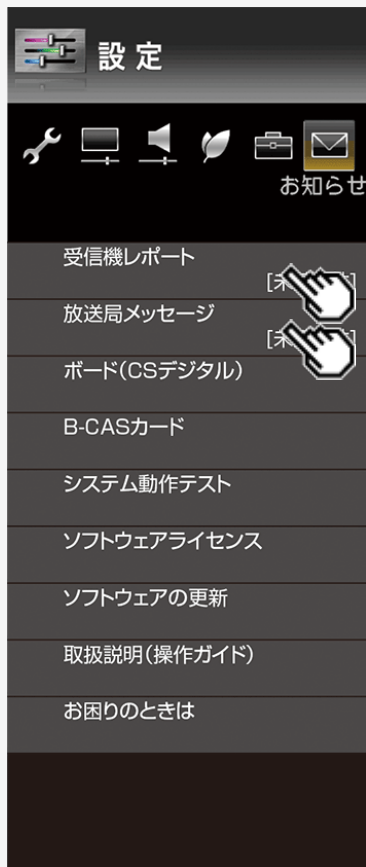 設定
お知らせ
受信機レポート
放送局メッセージ
ボード(CSデジタル)
B-CASカード
システム動作テスト
ソフトウェアライセンス
ソフトウェアの更新
取扱説明(操作ガイド)
お困りのときは